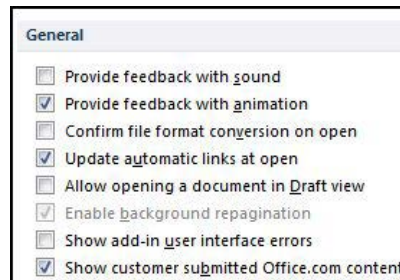 General
Provide feedback with sound
Provide feedback with animation
Confirm file format conversion on open
Update automatic links at open
Allow opening a document in Draft view
Enable background repagination
Show add-in user interface errors
Show customer submitted Office.com content